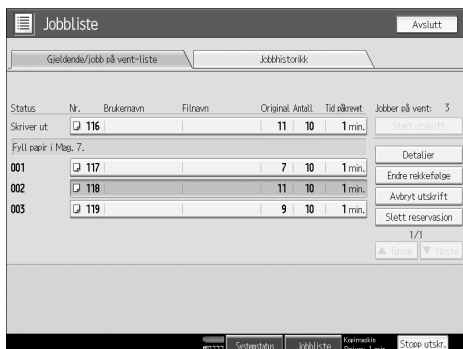 Jobbliste Avslutt
Gjeldende/jobb på vent-liste Jobbhistorikk
Status Nr. Brukernavn Filnavn Original Antall Tid påkrevet Jobber på vent: 3
Skriver ut 116 11 10 1 min. Start utskrift
Fyll papir i Mag. 7.
Detaljer
001 117 7 10 1 min.
Endre rekkefølge
002 118 11 10 1 min.
Avbryt utskrift
003 119 9 10 1 min.
Slett reservasjon
1/1
▲ Forrige ▼ Neste
Systemstatus Jobbliste Kopimaskin Stopp utskr.